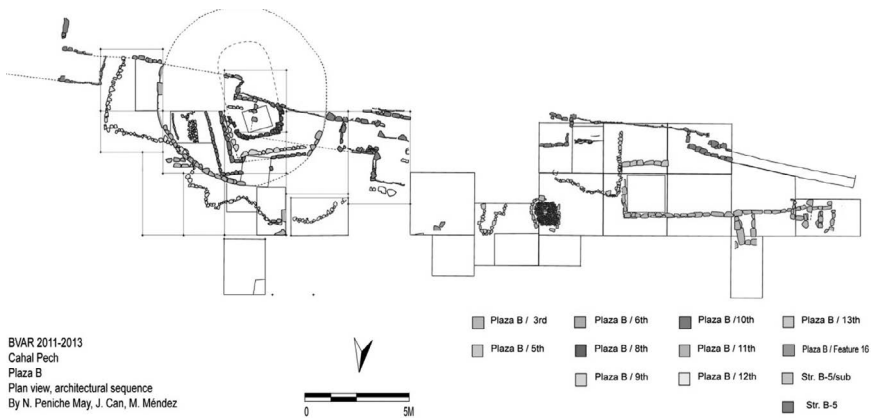 Plaza B / 3rd
Plaza B / 5th
Plaza B / 6th
Plaza B / 8th
Plaza B / 9th
Plaza B /10th
Plaza B / 11th
Plaza B / 12th
Plaza B / 13th
Plaza B / Feature 16
Str. B-5/sub
Str. B-5
BVAR 2011-2013
Cahal Pech
Plaza B
Plan view, architectural sequence
By N. Peniche May, J. Can, M. Méndez
0 5M